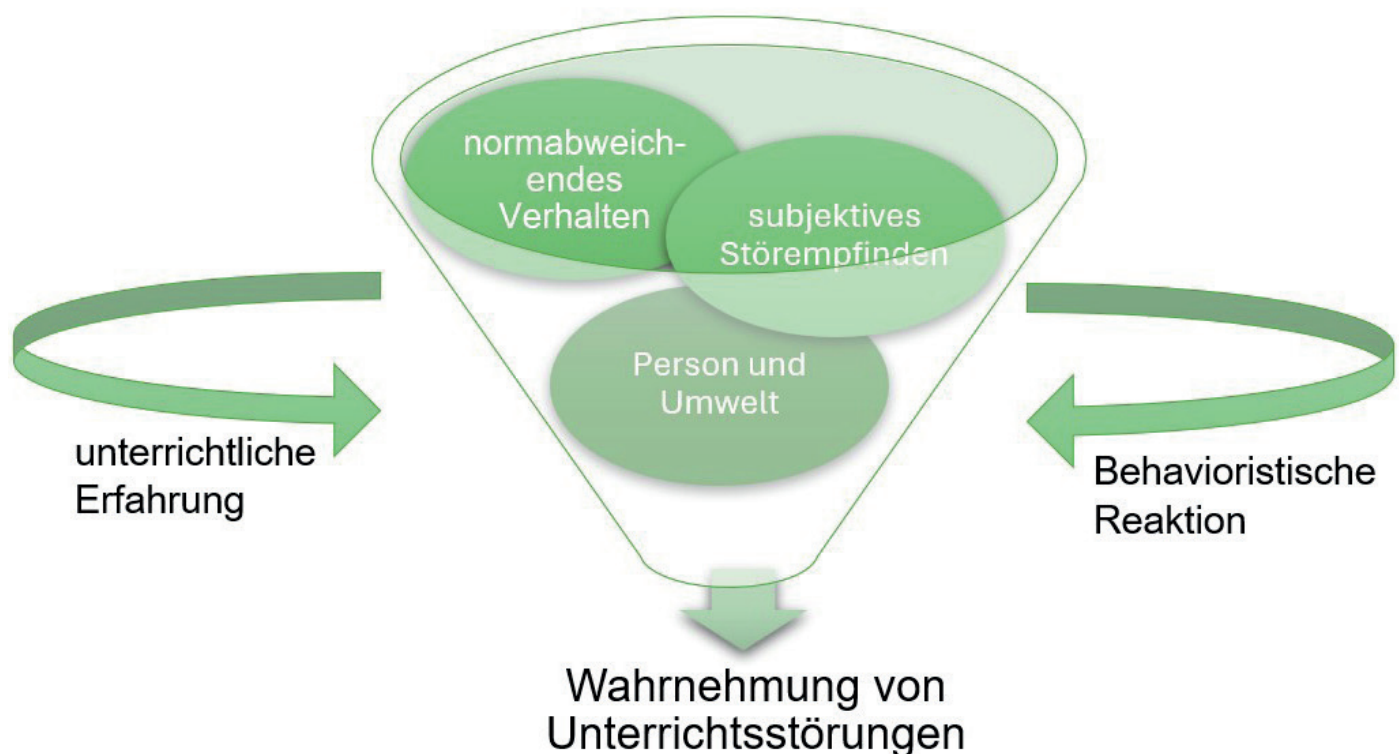 normabweich-
endes
Verhalten
subjektives
Störempfinden
Person und
Umwelt
unterrichtliche
Erfahrung
Behavioristische
Reaktion
Wahrnehmung von
Unterrichtsstörungen